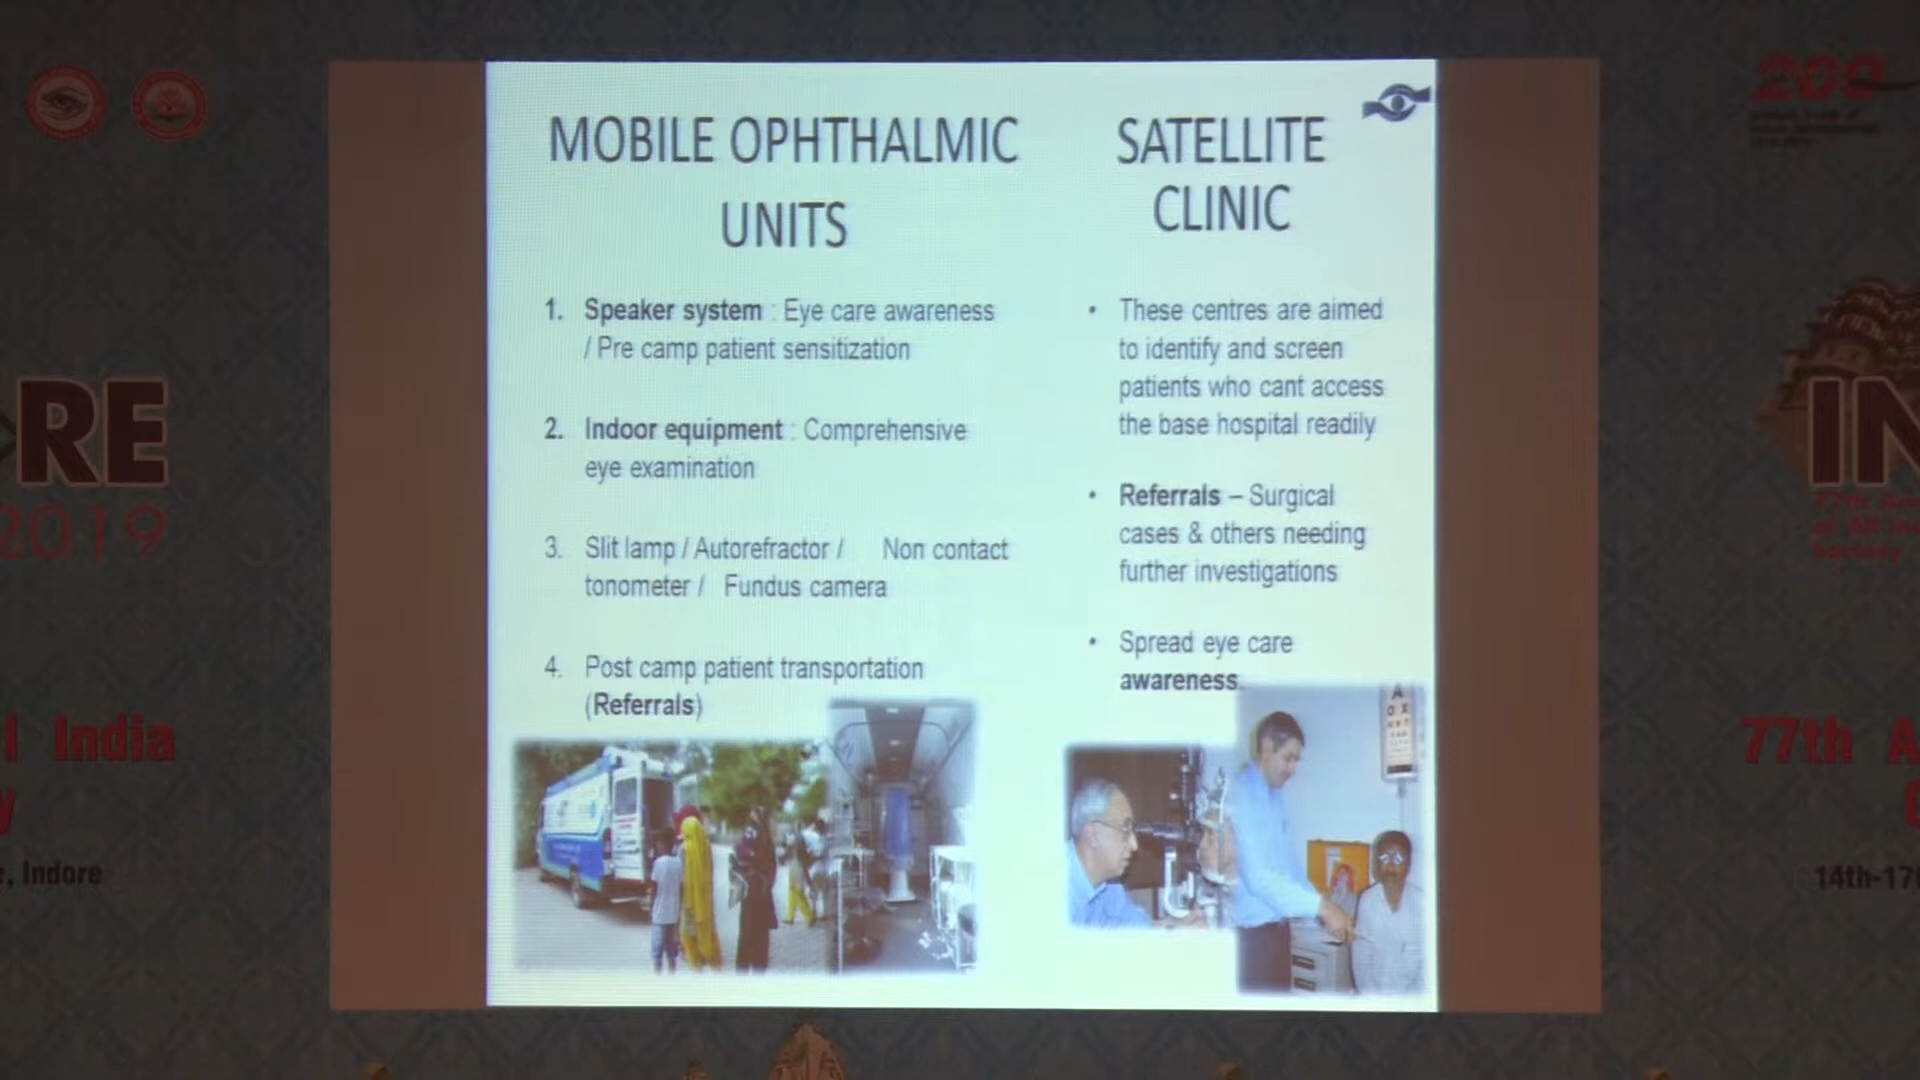 MOBILE OPHTHALMIC
UNITS
1. Speaker system : Eye care awareness
/ Pre camp patient sensitization
2. Indoor equipment : Comprehensive
eye examination
3. Slit lamp / Autorefractor / Non contact
tonometer / Fundus camera
4. Post camp patient transportation
(Referrals)
SATELLITE
CLINIC
• These centres are aimed
to identify and screen
patients who cant access
the base hospital readily
• Referrals – Surgical
cases & others needing
further investigations
• Spread eye care
awareness
RE
2019
India
, Indore
200
IN
77th
77th A
14th-17